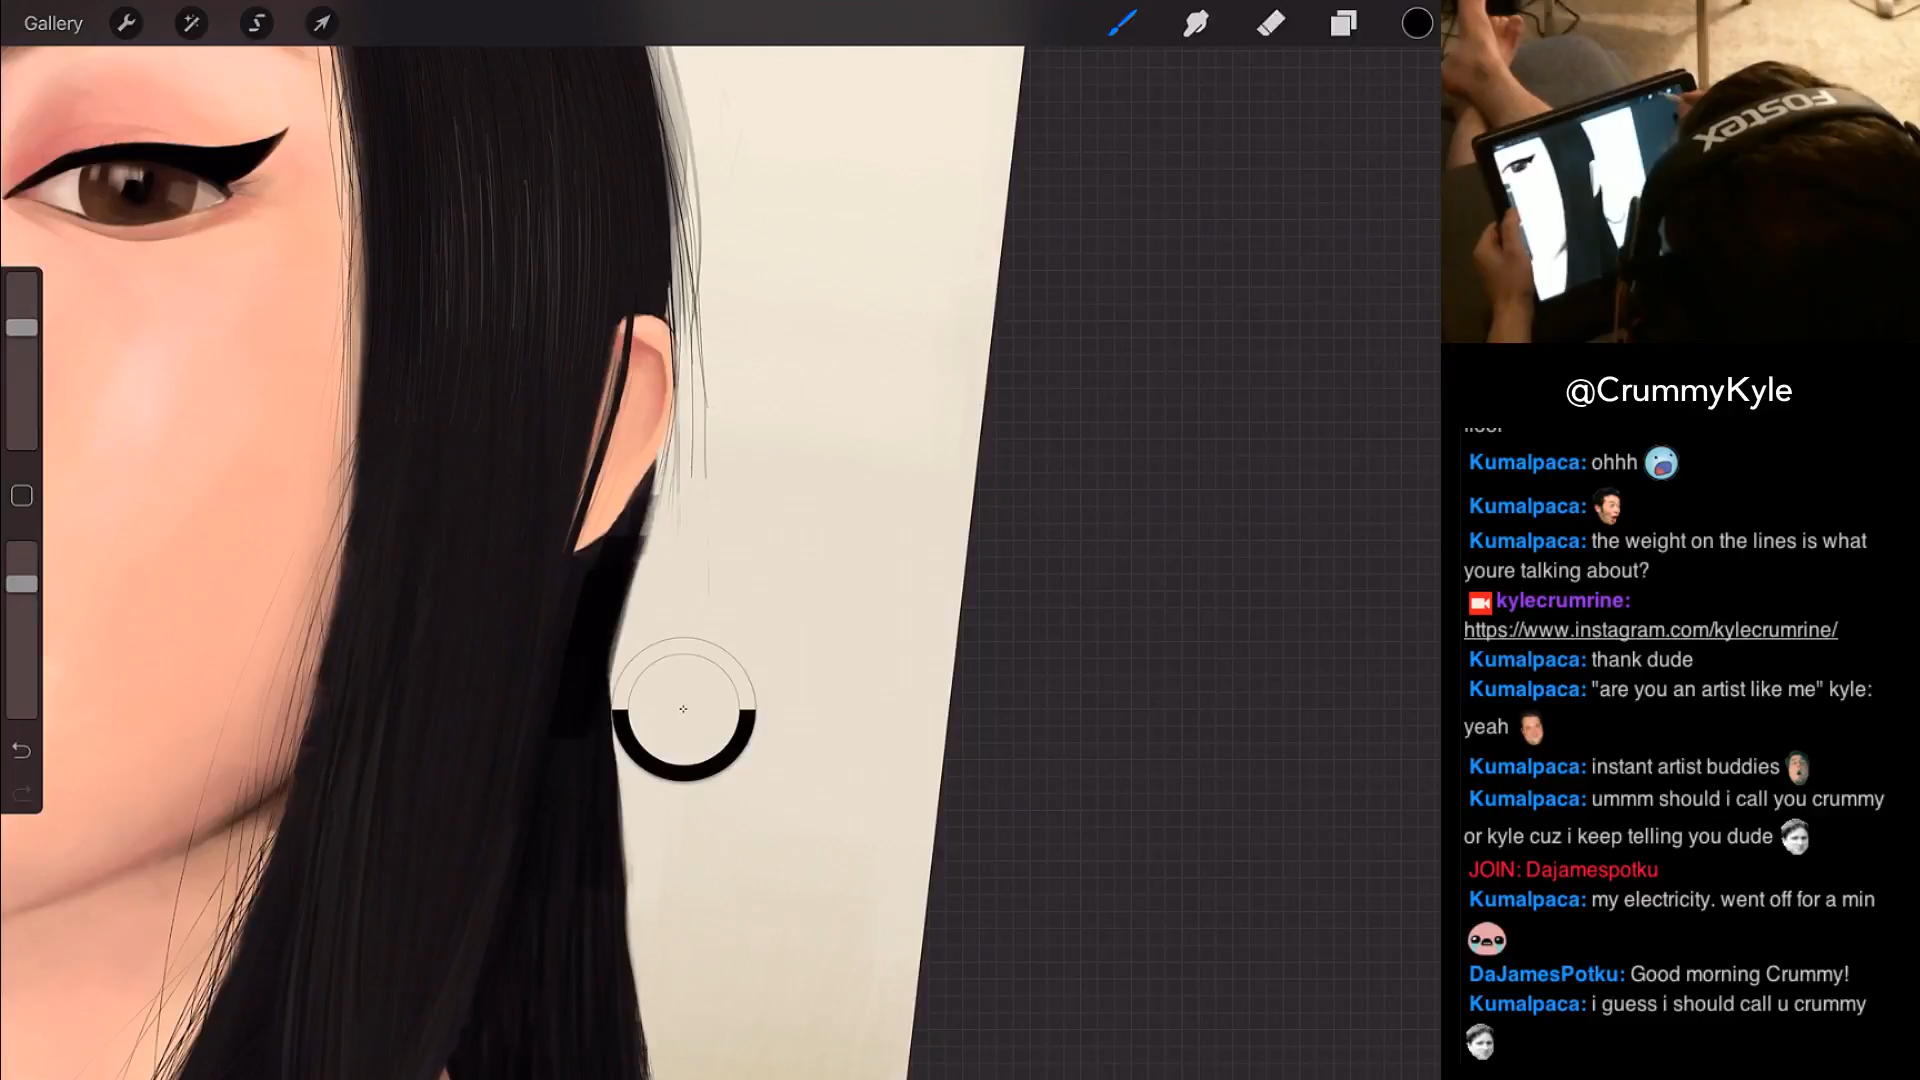 Gallery
FOSTEX
@CrummyKyle
Kumalpaca: ohhh
Kumalpaca:
Kumalpaca: the weight on the lines is what
youre talking about?
kylecrumrine:
https://www.instagram.com/kylecrumrine/
Kumalpaca: thank dude
Kumalpaca: "are you an artist like me" kyle:
yeah
Kumalpaca: instant artist buddies
Kumalpaca: ummm should i call you crummy
or kyle cuz i keep telling you dude
JOIN: Dajamespotku
Kumalpaca: my electricity. went off for a min
DaJamesPotku: Good morning Crummy!
Kumalpaca: i guess i should call u crummy